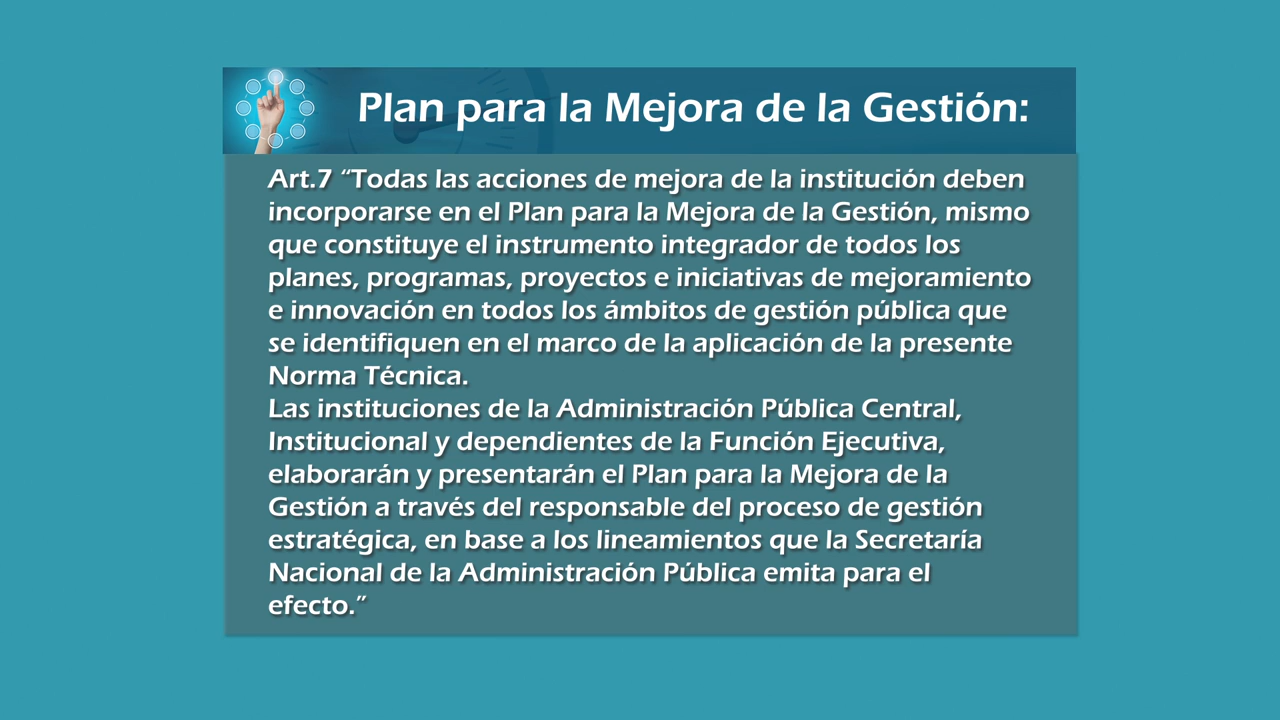 Plan para la Mejora de la Gestión:
Art.7 “Todas las acciones de mejora de la institución deben
incorporarse en el Plan para la Mejora de la Gestión, mismo
que constituye el instrumento integrador de todos los
planes, programas, proyectos e iniciativas de mejoramiento
e innovación en todos los ámbitos de gestión pública que
se identifiquen en el marco de la aplicación de la presente
Norma Técnica.
Las instituciones de la Administración Pública Central,
Institucional y dependientes de la Función Ejecutiva,
elaborarán y presentarán el Plan para la Mejora de la
Gestión a través del responsable del proceso de gestión
estratégica, en base a los lineamientos que la Secretaría
Nacional de la Administración Pública emita para el
efecto.”